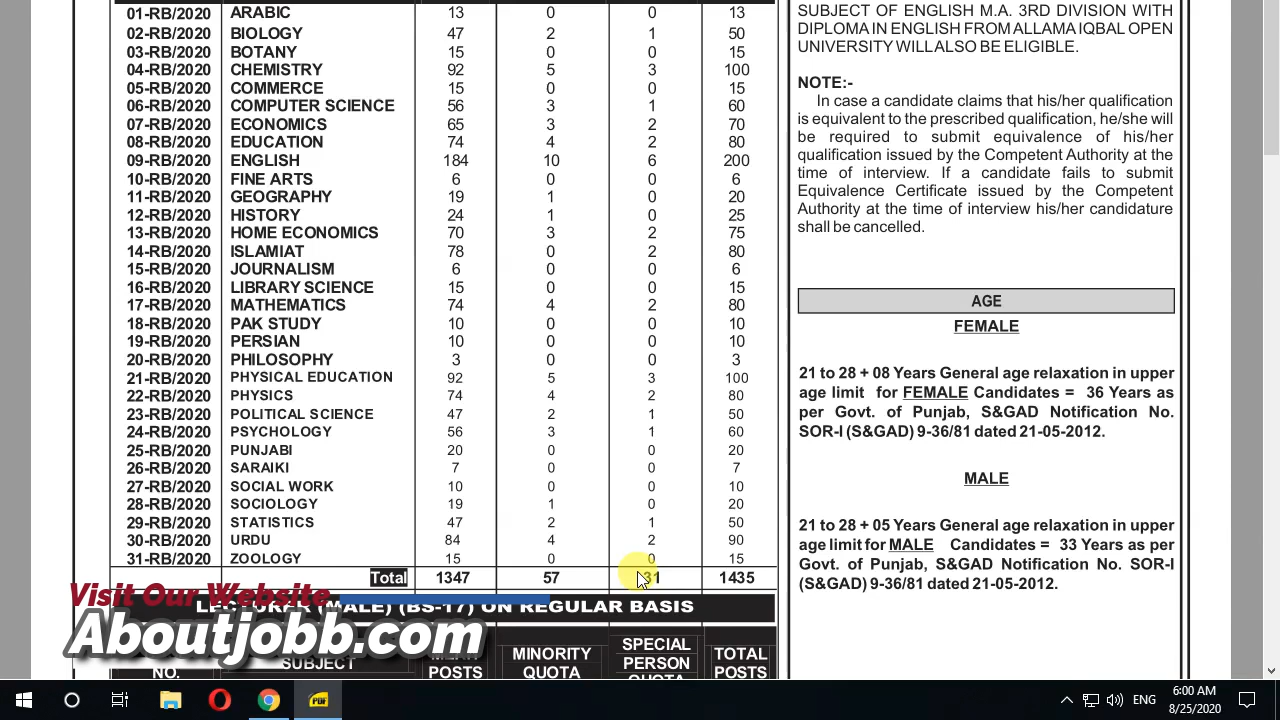 01-RB/2020 ARABIC 13 0 0 13
02-RB/2020 BIOLOGY 47 2 1 50
03-RB/2020 BOTANY 15 0 0 15
04-RB/2020 CHEMISTRY 92 5 3 100
05-RB/2020 COMMERCE 15 0 0 15
06-RB/2020 COMPUTER SCIENCE 56 3 1 60
07-RB/2020 ECONOMICS 65 3 2 70
08-RB/2020 EDUCATION 74 4 2 80
09-RB/2020 ENGLISH 184 10 6 200
10-RB/2020 FINE ARTS 6 0 0 6
11-RB/2020 GEOGRAPHY 19 1 0 20
12-RB/2020 HISTORY 24 1 0 25
13-RB/2020 HOME ECONOMICS 70 3 2 75
14-RB/2020 ISLAMIAT 78 0 2 80
15-RB/2020 JOURNALISM 6 0 0 6
16-RB/2020 LIBRARY SCIENCE 15 0 0 15
17-RB/2020 MATHEMATICS 74 4 2 80
18-RB/2020 PAK STUDY 10 0 0 10
19-RB/2020 PERSIAN 10 0 0 10
20-RB/2020 PHILOSOPHY 3 0 0 3
21-RB/2020 PHYSICAL EDUCATION 92 5 3 100
22-RB/2020 PHYSICS 74 4 2 80
23-RB/2020 POLITICAL SCIENCE 47 2 1 50
24-RB/2020 PSYCHOLOGY 56 3 1 60
25-RB/2020 PUNJABI 20 0 0 20
26-RB/2020 SARAIKI 7 0 0 7
27-RB/2020 SOCIAL WORK 10 0 0 10
28-RB/2020 SOCIOLOGY 19 1 0 20
29-RB/2020 STATISTICS 47 2 1 50
30-RB/2020 URDU 84 4 2 90
31-RB/2020 ZOOLOGY 15 0 0 15
Total 1347 57 31 1435
LECTURER (MALE) (BS-17) ON REGULAR BASIS
NO.
SUBJECT
POSTS
MINORITY
QUOTA
SPECIAL
PERSON
QUOTA
TOTAL
POSTS
Visit Our Website
Aboutjobb.com
SUBJECT OF ENGLISH M.A. 3RD DIVISION WITH
DIPLOMA IN ENGLISH FROM ALLAMA IQBAL OPEN
UNIVERSITY WILL ALSO BE ELIGIBLE.
NOTE:-
In case a candidate claims that his/her qualification
is equivalent to the prescribed qualification, he/she will
be required to submit equivalence of his/her
qualification issued by the Competent Authority at the
time of interview. If a candidate fails to submit
Equivalence Certificate issued by the Competent
Authority at the time of interview his/her candidature
shall be cancelled.
AGE
FEMALE
21 to 28 + 08 Years General age relaxation in upper
age limit for FEMALE Candidates = 36 Years as
per Govt. of Punjab, S&GAD Notification No.
SOR-I (S&GAD) 9-36/81 dated 21-05-2012.
MALE
21 to 28 + 05 Years General age relaxation in upper
age limit for MALE Candidates = 33 Years as per
Govt. of Punjab, S&GAD Notification No. SOR-I
(S&GAD) 9-36/81 dated 21-05-2012.
PDF
ENG
6:00 AM
8/25/2020